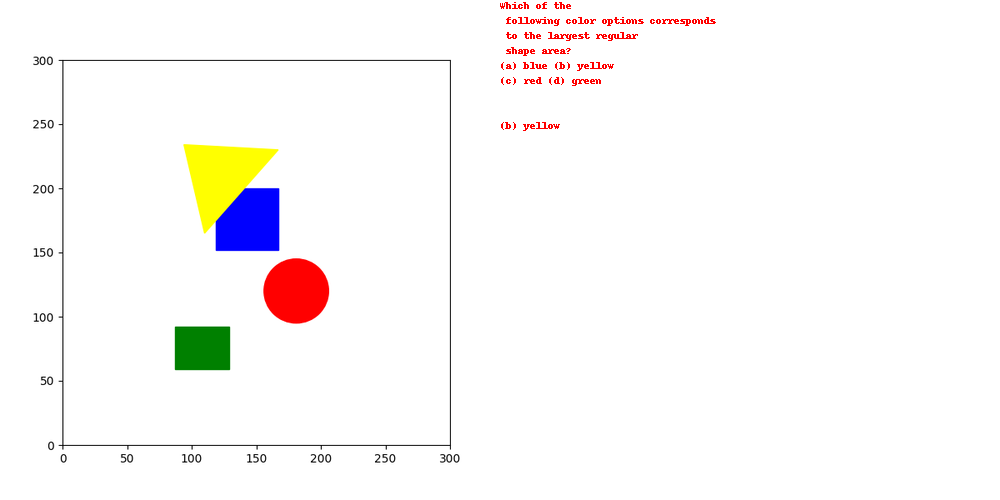 Which of the
following color options corresponds
to the largest regular
shape area?
(a) blue (b) yellow
(c) red (d) green
(b) yellow
300
250
200
150
100
50
0
0 50 100 150 200 250 300